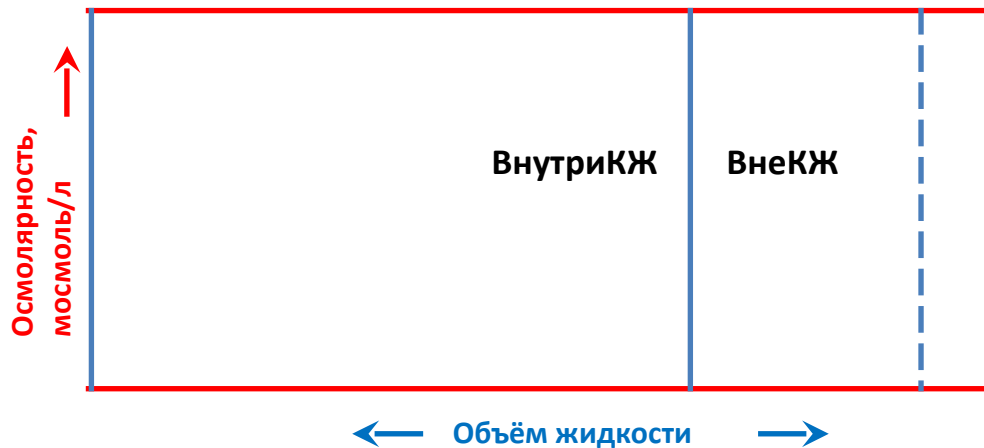 Осмолярность,
мосмоль/л
ВнутриКЖ
ВнеКЖ
Объём жидкости